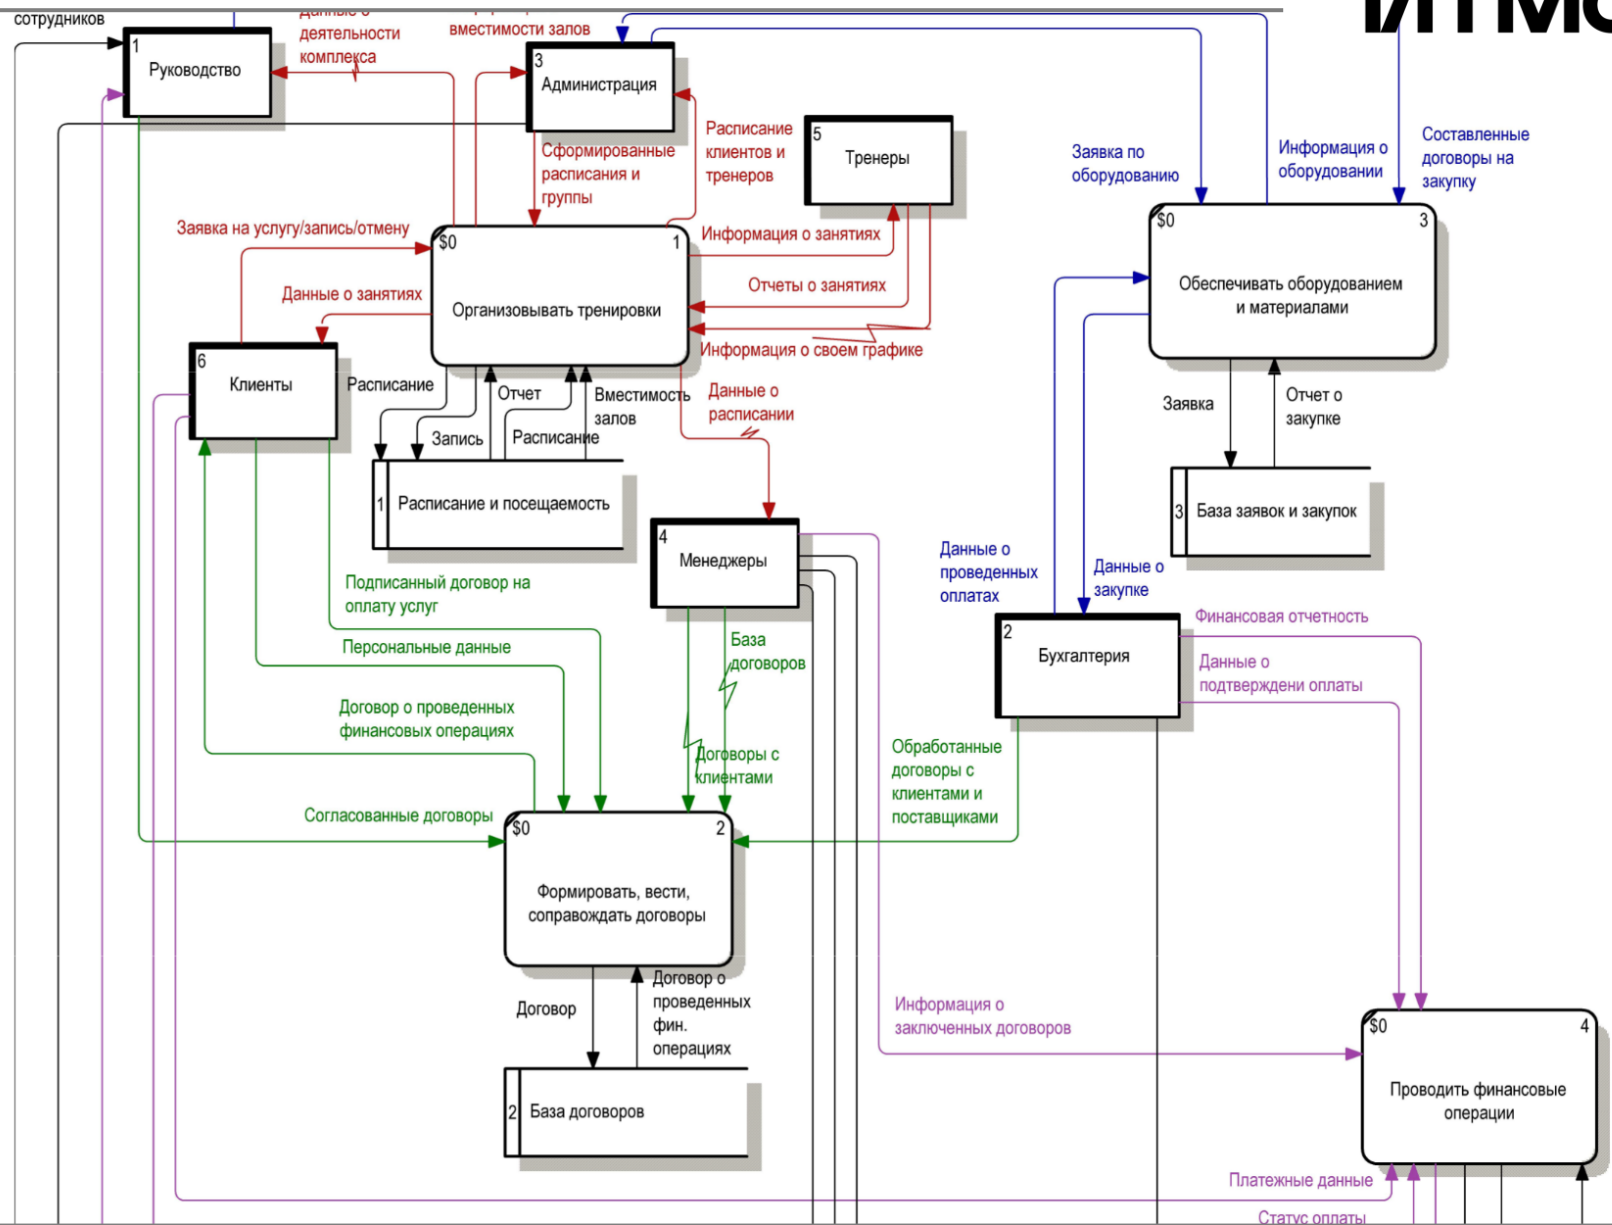 сотрудников
Данные о
деятельности
комплекса
вместимости залов
1
Руководство
3
Администрация
5
Тренеры
Расписание
клиентов и
тренеров
Сформированные
расписания и
группы
Заявка по
оборудованию
Информация о
оборудовании
Составленные
договоры на
закупку
Заявка на услугу/запись/отмену
Данные о занятиях
$0
1
Организовывать тренировки
Информация о занятиях
Отчеты о занятиях
Информация о своем графике
$0
3
Обеспечивать оборудованием
и материалами
6
Клиенты
Расписание
Запись
Отчет
Расписание
Вместимость
залов
Данные о
расписании
Заявка
Отчет о
закупке
1
Расписание и посещаемость
3
База заявок и закупок
4
Менеджеры
Данные о
проведенных
оплатах
Данные о
закупке
Подписанный договор на
оплату услуг
Персональные данные
База
договоров
2
Бухгалтерия
Финансовая отчетность
Данные о
подтверждени оплаты
Договор о проведенных
финансовых операциях
Договоры с
клиентами
Обработанные
договоры с
клиентами и
поставщиками
Согласованные договоры
$0
2
Формировать, вести,
соправождать договоры
Договор
Договор о
проведенных
фин.
операциях
Информация о
заключенных договоров
2
База договоров
$0
4
Проводить финансовые
операции
Платежные данные
Статус оплаты